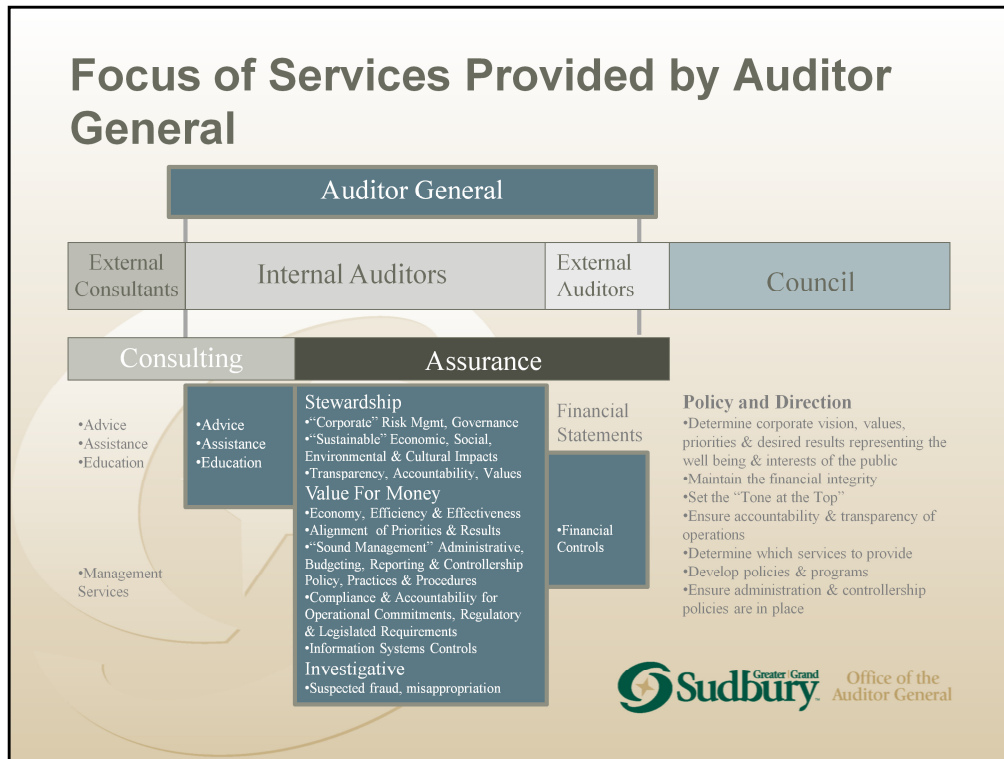 Focus of Services Provided by Auditor
General
Auditor General
External
Consultants
Internal Auditors
External
Auditors
Council
Consulting
Assurance
•Advice
•Assistance
•Education
•Management
Services
•Advice
•Assistance
•Education
Stewardship
•“Corporate” Risk Mgmt, Governance
•“Sustainable” Economic, Social,
Environmental & Cultural Impacts
•Transparency, Accountability, Values
Value For Money
•Economy, Efficiency & Effectiveness
•Alignment of Priorities & Results
•“Sound Management” Administrative,
Budgeting, Reporting & Controllership
Policy, Practices & Procedures
•Compliance & Accountability for
Operational Commitments, Regulatory
& Legislated Requirements
•Information Systems Controls
Investigative
•Suspected fraud, misappropriation
Financial
Statements
•Financial
Controls
Policy and Direction
•Determine corporate vision, values,
priorities & desired results representing the
well being & interests of the public
•Maintain the financial integrity
•Set the “Tone at the Top”
•Ensure accountability & transparency of
operations
•Determine which services to provide
•Develop policies & programs
•Ensure administration & controllership
policies are in place
Greater | Grand
Sudbury
Office of the
Auditor General